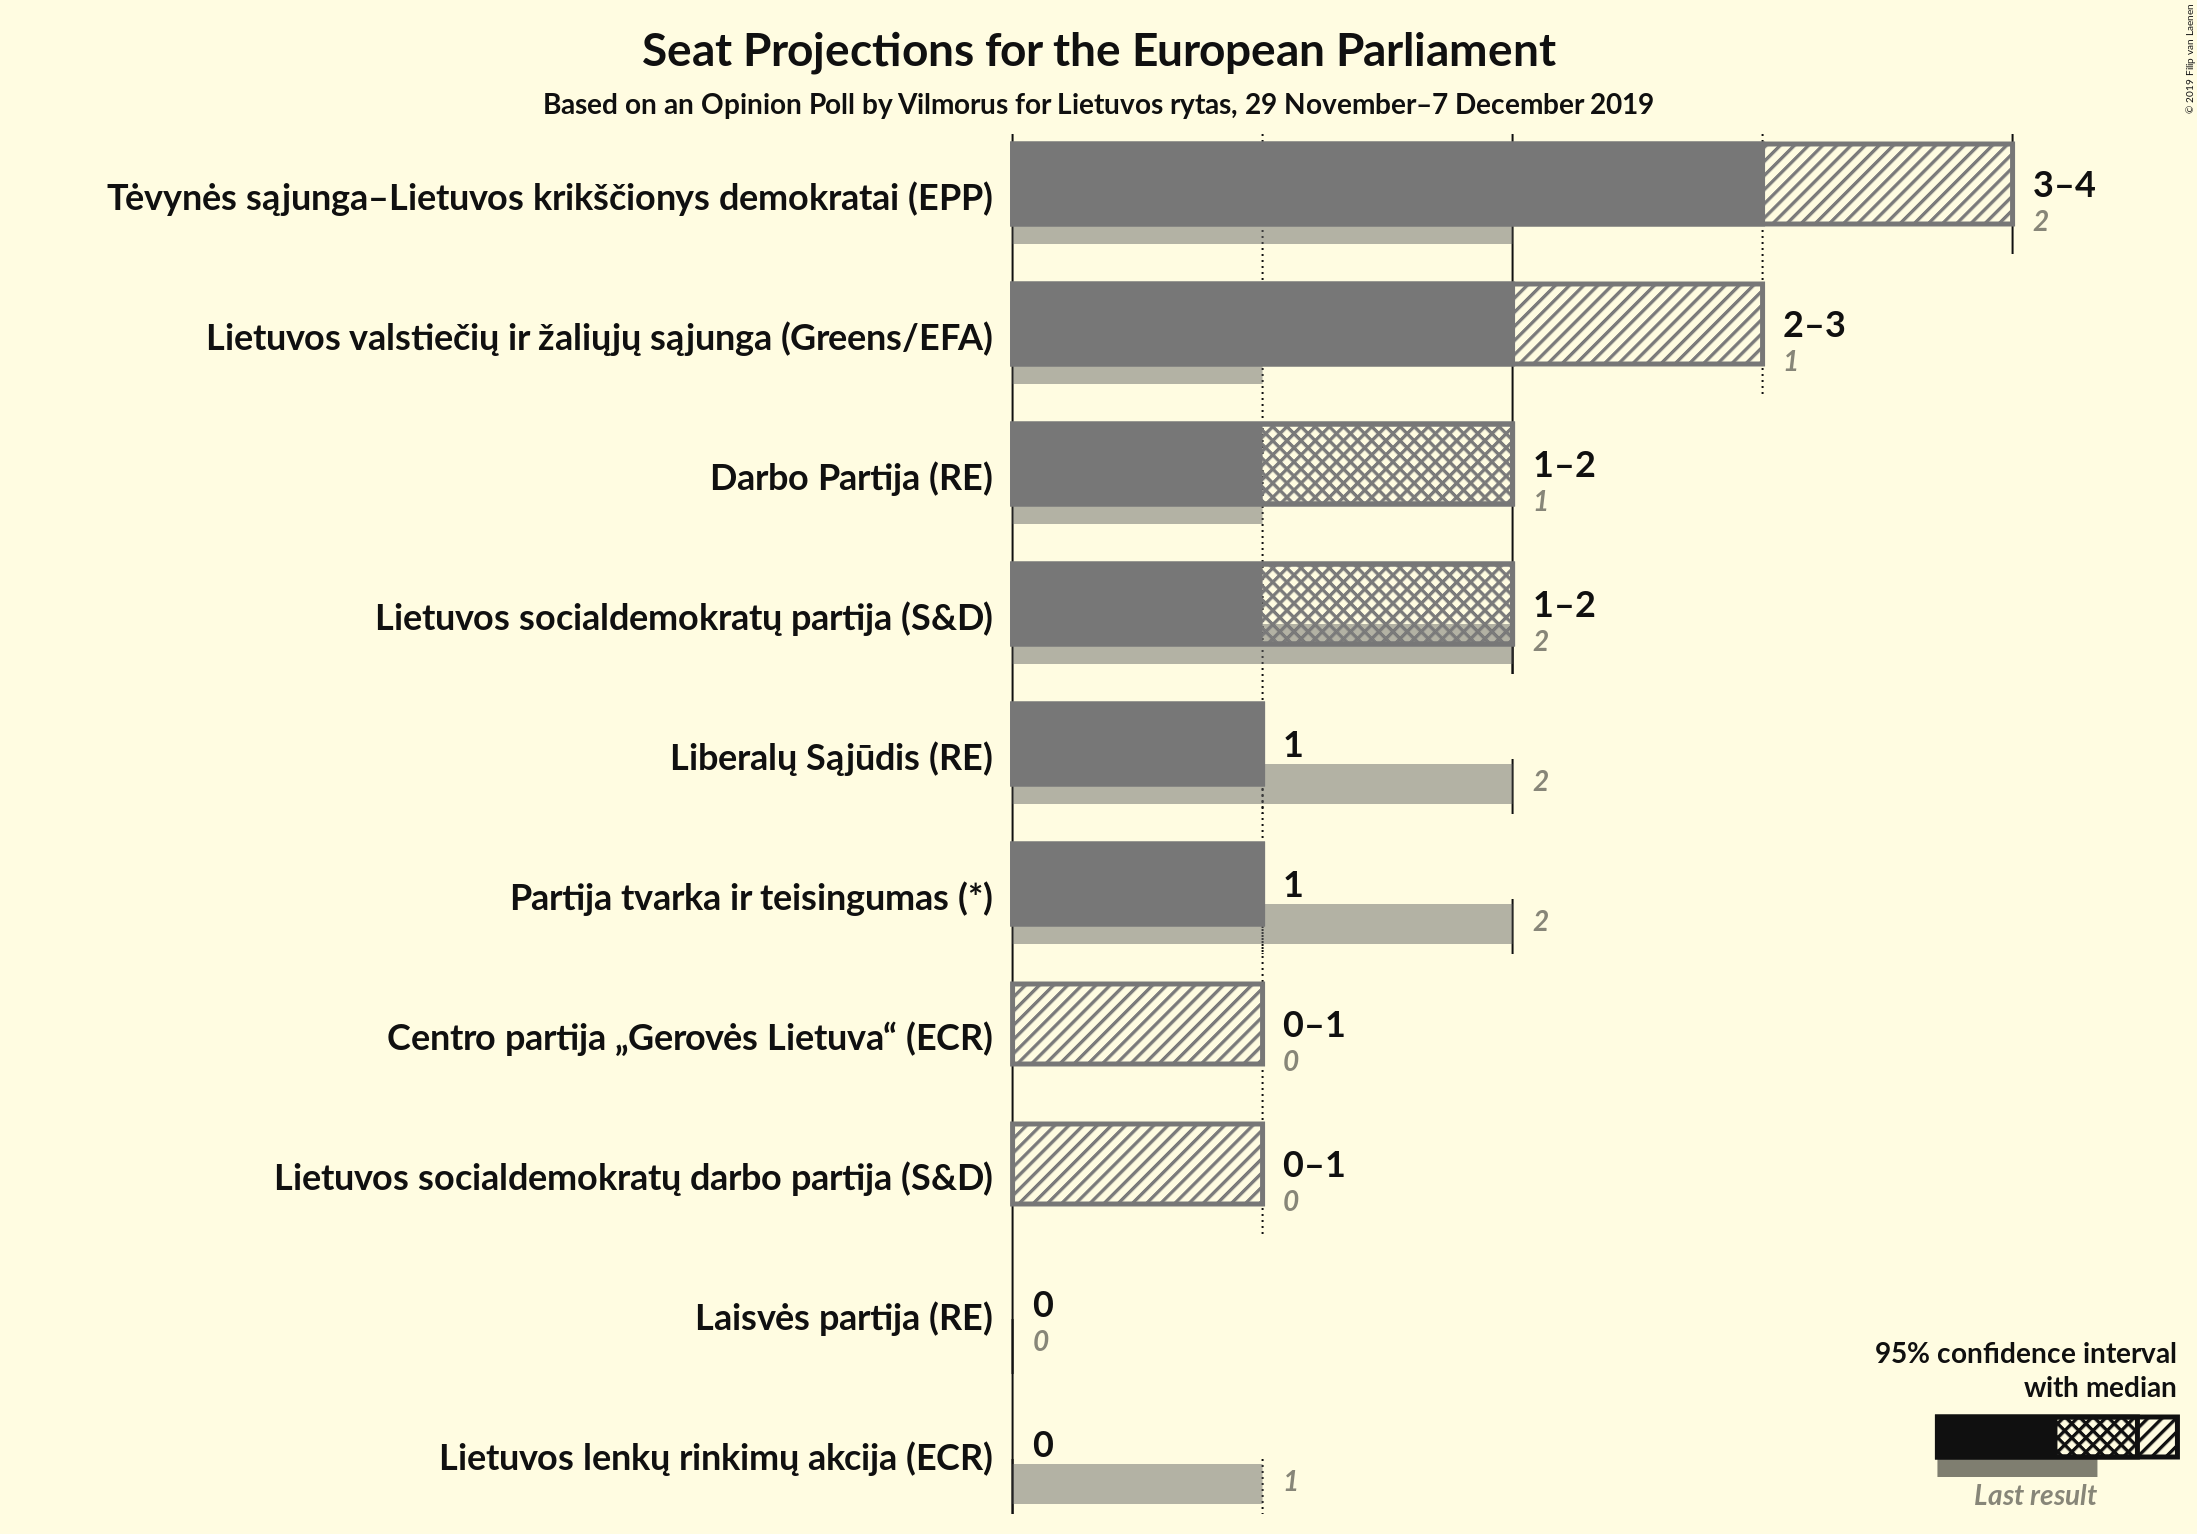 Seat Projections for the European Parliament
Based on an Opinion Poll by Vilmorus for Lietuvos rytas, 29 November–7 December 2019
© 2019 Filip van Laenen
Tėvynės sąjunga–Lietuvos krikščionys demokratai (EPP)
3–4
2
Lietuvos valstiečių ir žaliųjų sąjunga (Greens/EFA)
2–3
1
Darbo Partija (RE)
1–2
1
Lietuvos socialdemokratų partija (S&D)
1–2
2
Liberalų Sąjūdis (RE)
1
2
Partija tvarka ir teisingumas (*)
1
2
Centro partija „Gerovės Lietuva“ (ECR)
0–1
0
Lietuvos socialdemokratų darbo partija (S&D)
0–1
0
Laisvės partija (RE)
0
0
Lietuvos lenkų rinkimų akcija (ECR)
0
1
95% confidence interval
with median
Last result